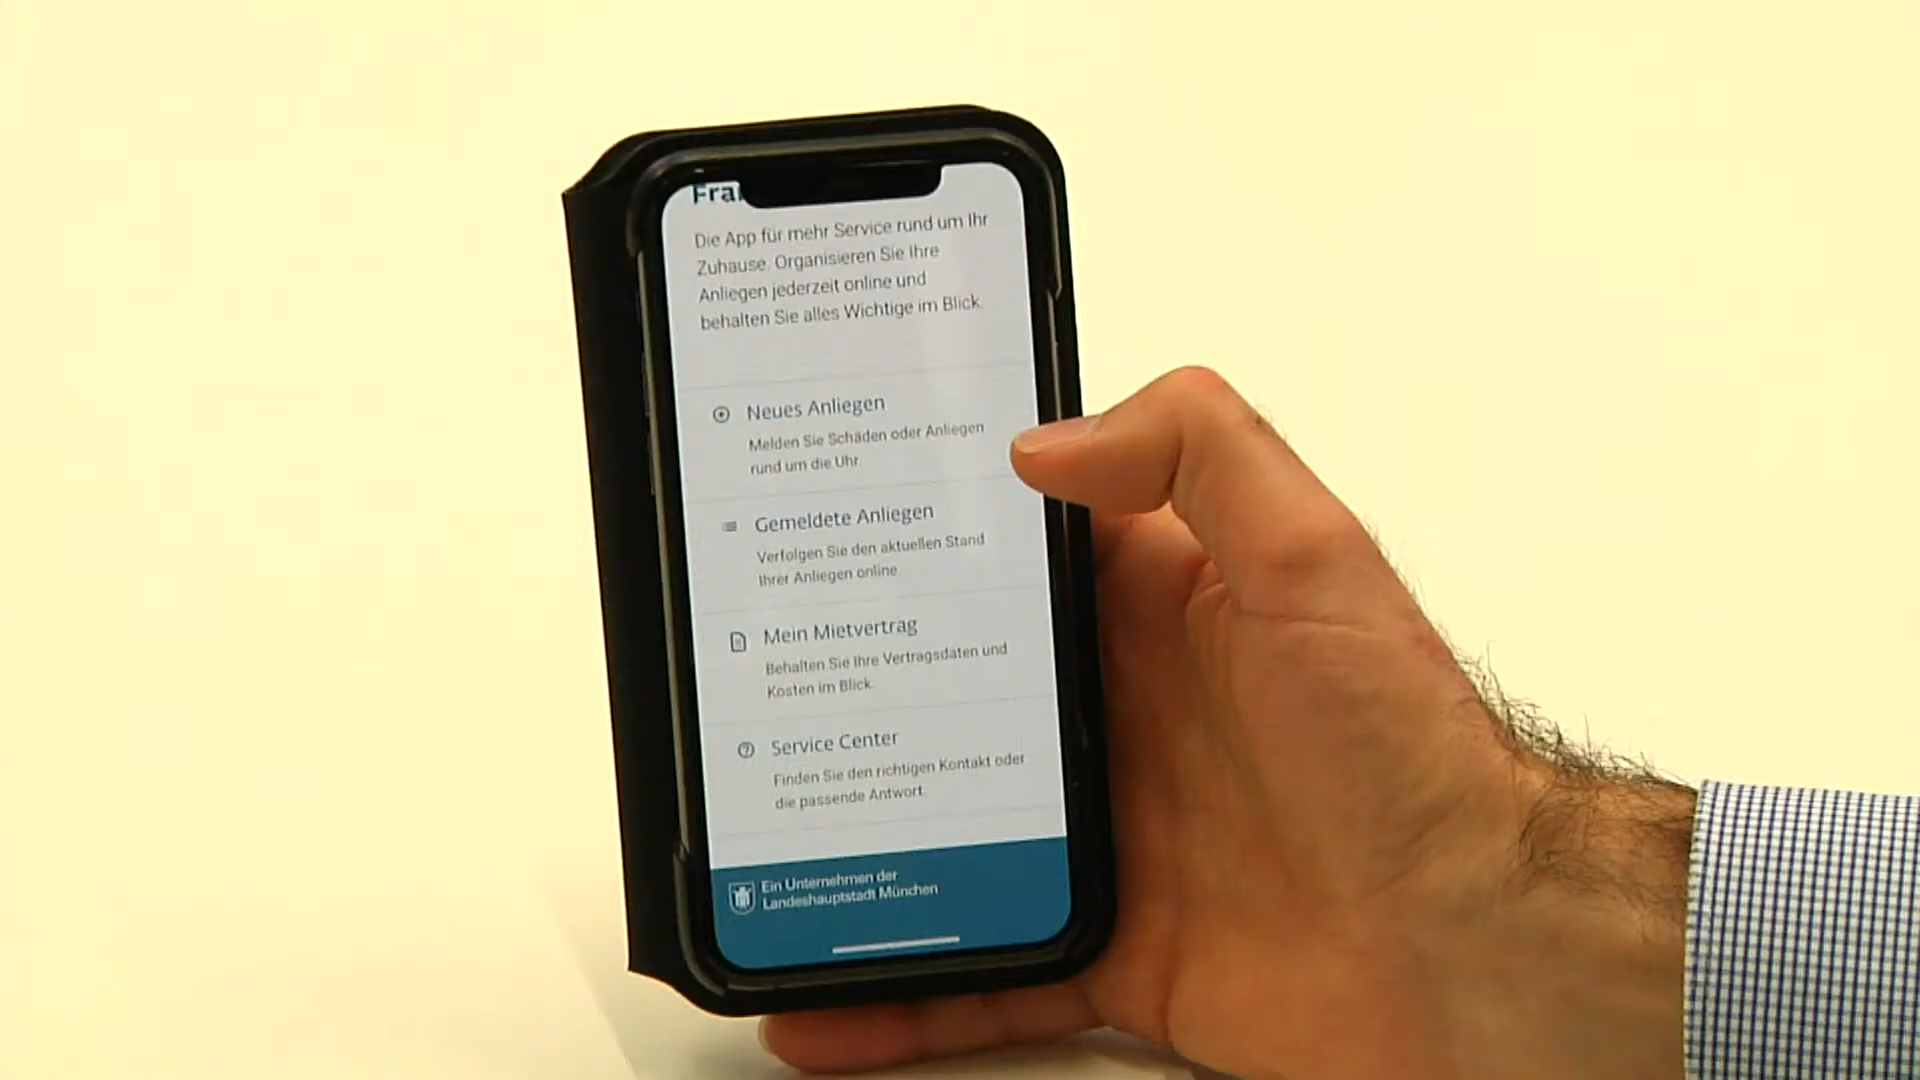 Die App für mehr Service rund um Ihr
Zuhause. Organisieren Sie Ihre
Anliegen jederzeit online und
behalten Sie alles Wichtige im Blick.
Neues Anliegen
Melden Sie Schäden oder Anliegen
rund um die Uhr.
Gemeldete Anliegen
Verfolgen Sie den aktuellen Stand
Ihrer Anliegen online.
Mein Mietvertrag
Behalten Sie Ihre Vertragsdaten und
Kosten im Blick.
Service Center
Finden Sie den richtigen Kontakt oder
die passende Antwort.
Ein Unternehmen der
Landeshauptstadt München